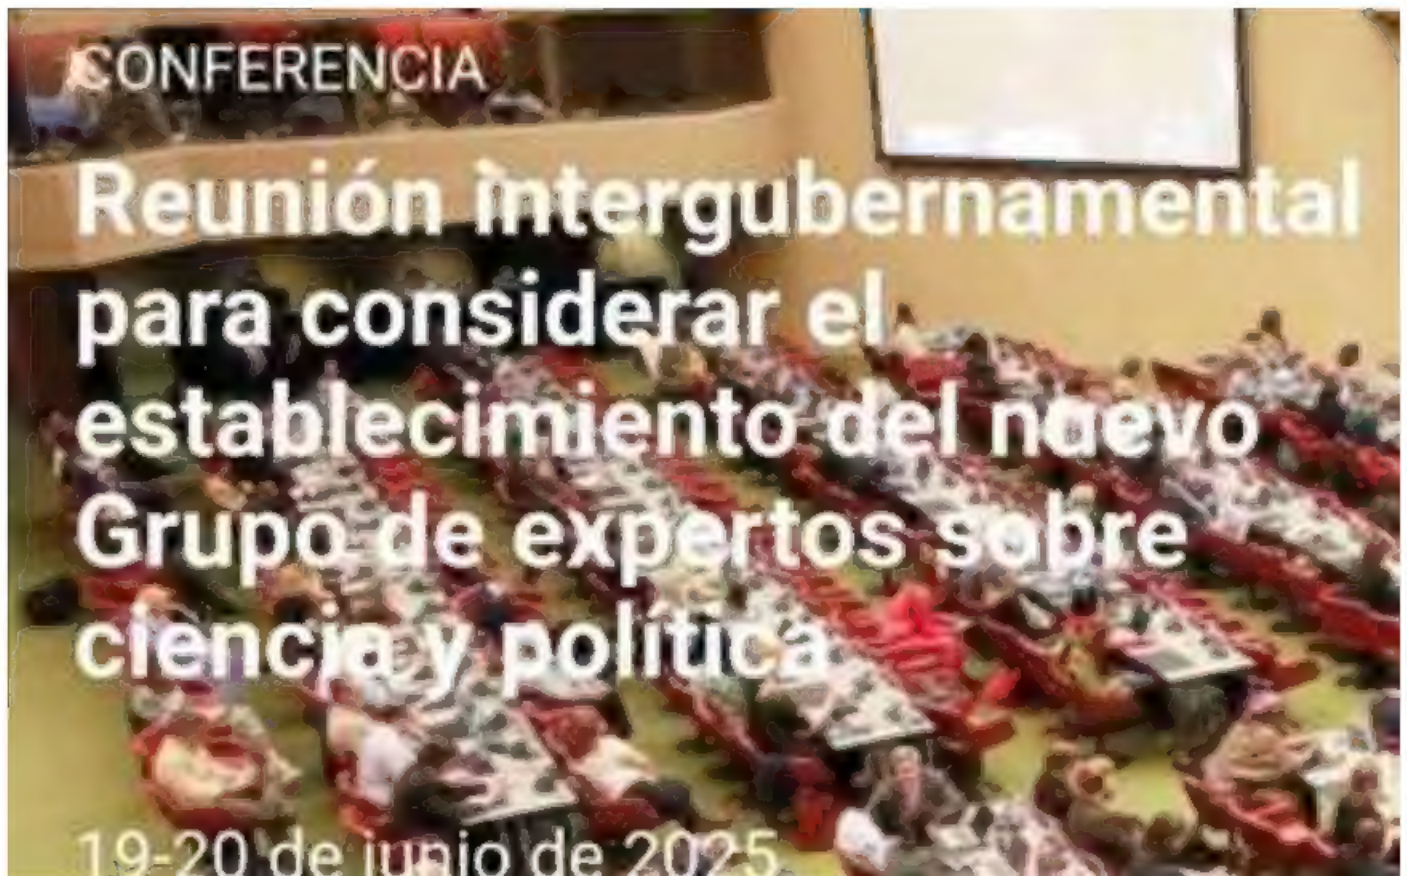 CONFERENCIA
Reunión intergubernamental
para considerar el
establecimiento del nuevo
Grupo de expertos sobre
ciencia y política
19-20 de junio de 2025